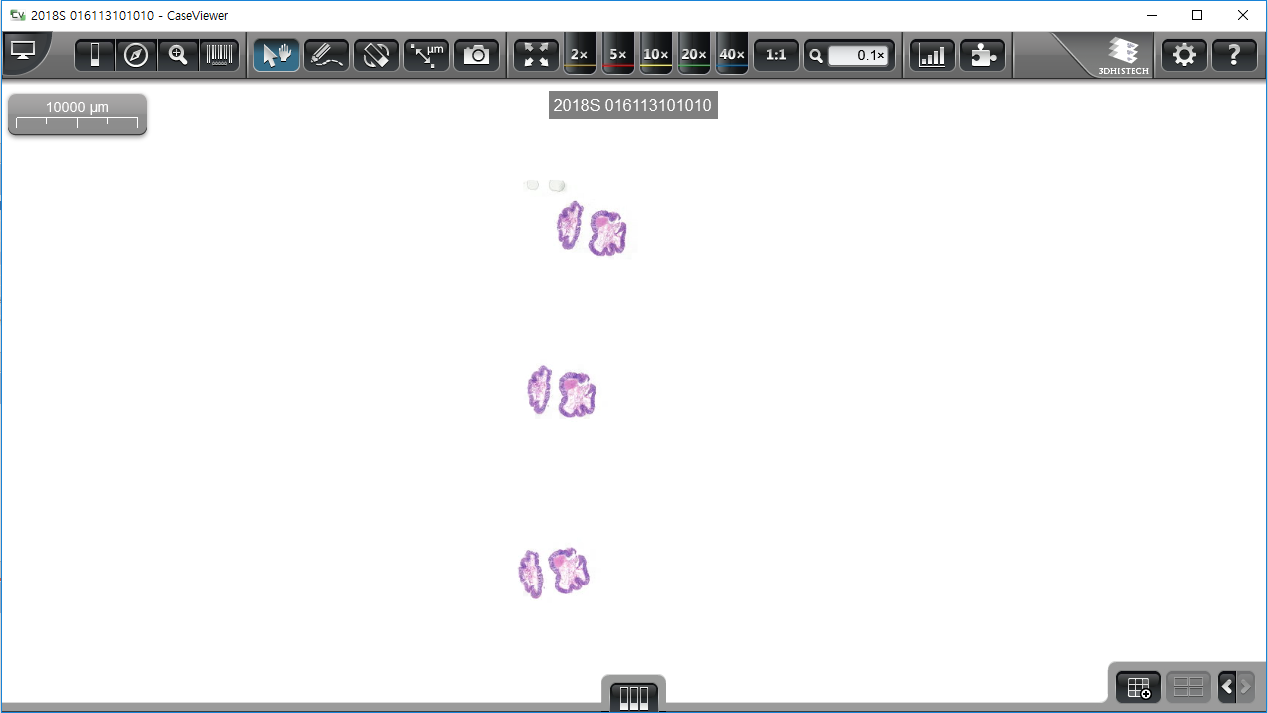 2018S 016113101010 - CaseViewer
µm
2×
5×
10×
20×
40×
1:1
0.1×
3DHISTECH
?
10000 µm
2018S 016113101010